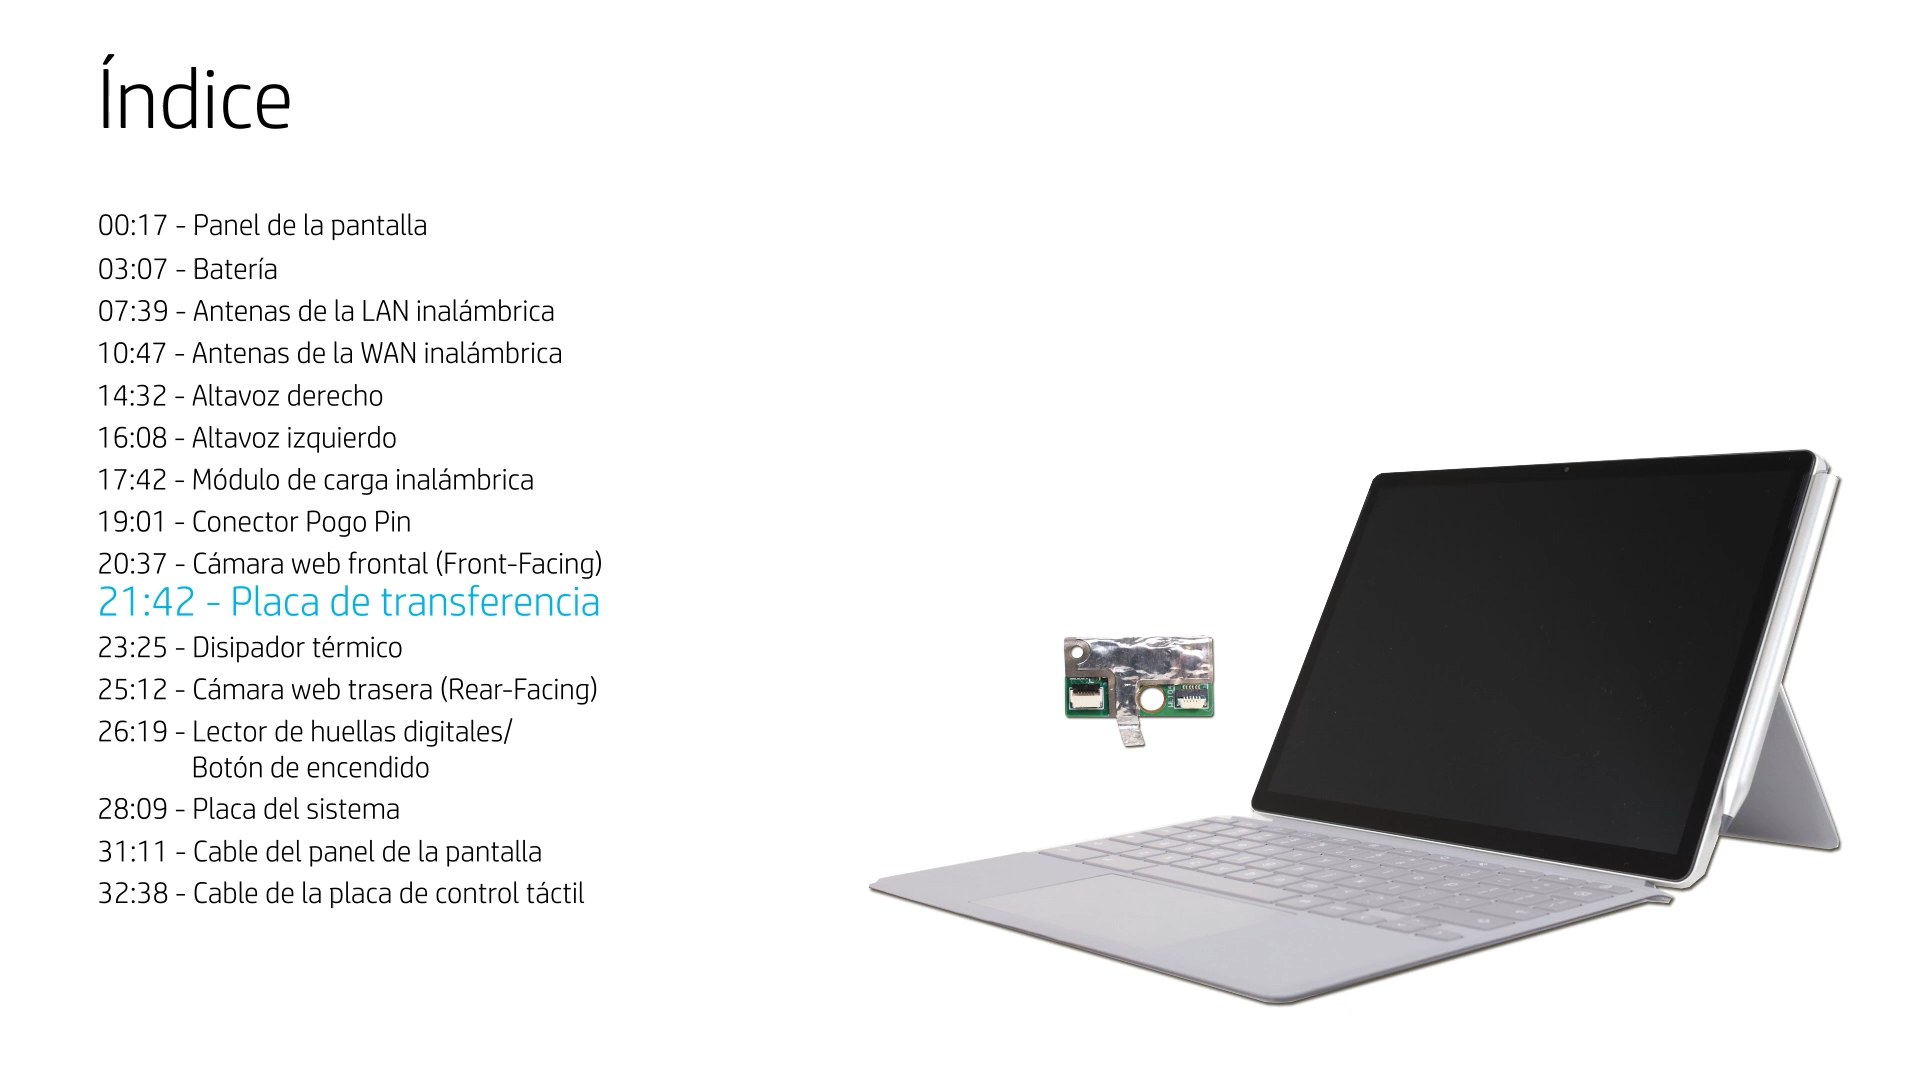 Índice
00:17 - Panel de la pantalla
03:07 - Batería
07:39 - Antenas de la LAN inalámbrica
10:47 - Antenas de la WAN inalámbrica
14:32 - Altavoz derecho
16:08 - Altavoz izquierdo
17:42 - Módulo de carga inalámbrica
19:01 - Conector Pogo Pin
20:37 - Cámara web frontal (Front-Facing)
21:42 - Placa de transferencia
23:25 - Disipador térmico
25:12 - Cámara web trasera (Rear-Facing)
26:19 - Lector de huellas digitales/
Botón de encendido
28:09 - Placa del sistema
31:11 - Cable del panel de la pantalla
32:38 - Cable de la placa de control táctil